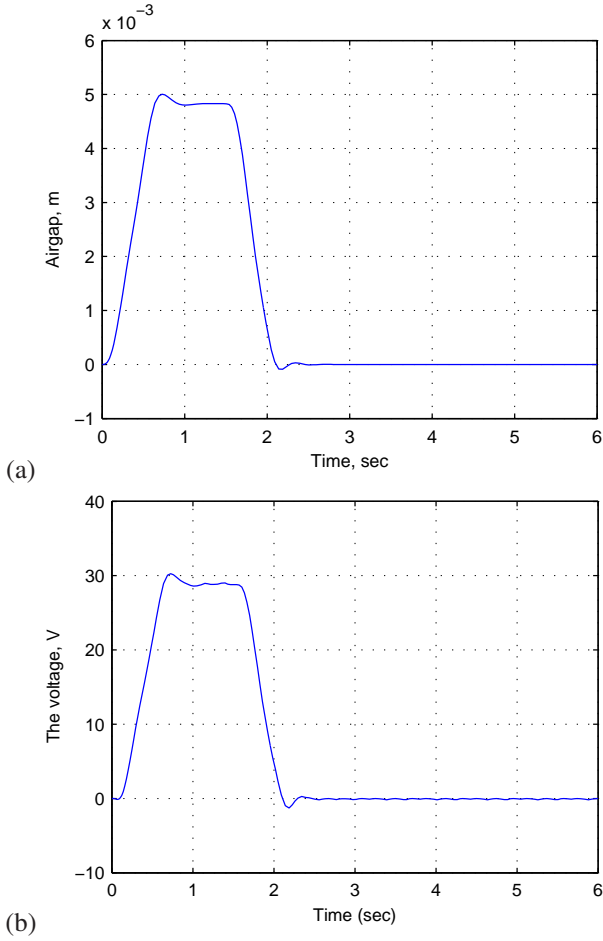 x 10⁻³
6
5
4
3
2
1
0
−1
Airgap, m
0 1 2 3 4 5 6
Time, sec
(a)
40
30
20
10
0
−10
The voltage, V
0 1 2 3 4 5 6
Time (sec)
(b)